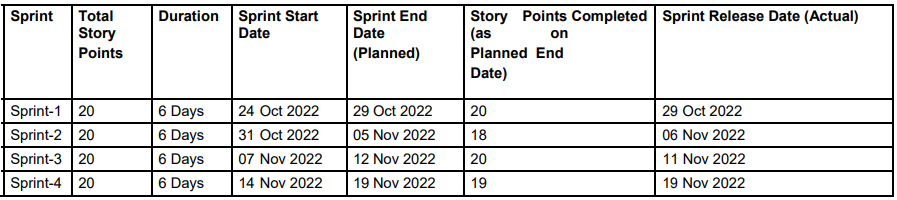 Sprint Total Story Points Duration Sprint Start Date Sprint End Date (Planned) Story Points Completed (as on Planned End Date) Sprint Release Date (Actual)
Sprint-1 20 6 Days 24 Oct 2022 29 Oct 2022 20 29 Oct 2022
Sprint-2 20 6 Days 31 Oct 2022 05 Nov 2022 18 06 Nov 2022
Sprint-3 20 6 Days 07 Nov 2022 12 Nov 2022 20 11 Nov 2022
Sprint-4 20 6 Days 14 Nov 2022 19 Nov 2022 19 19 Nov 2022